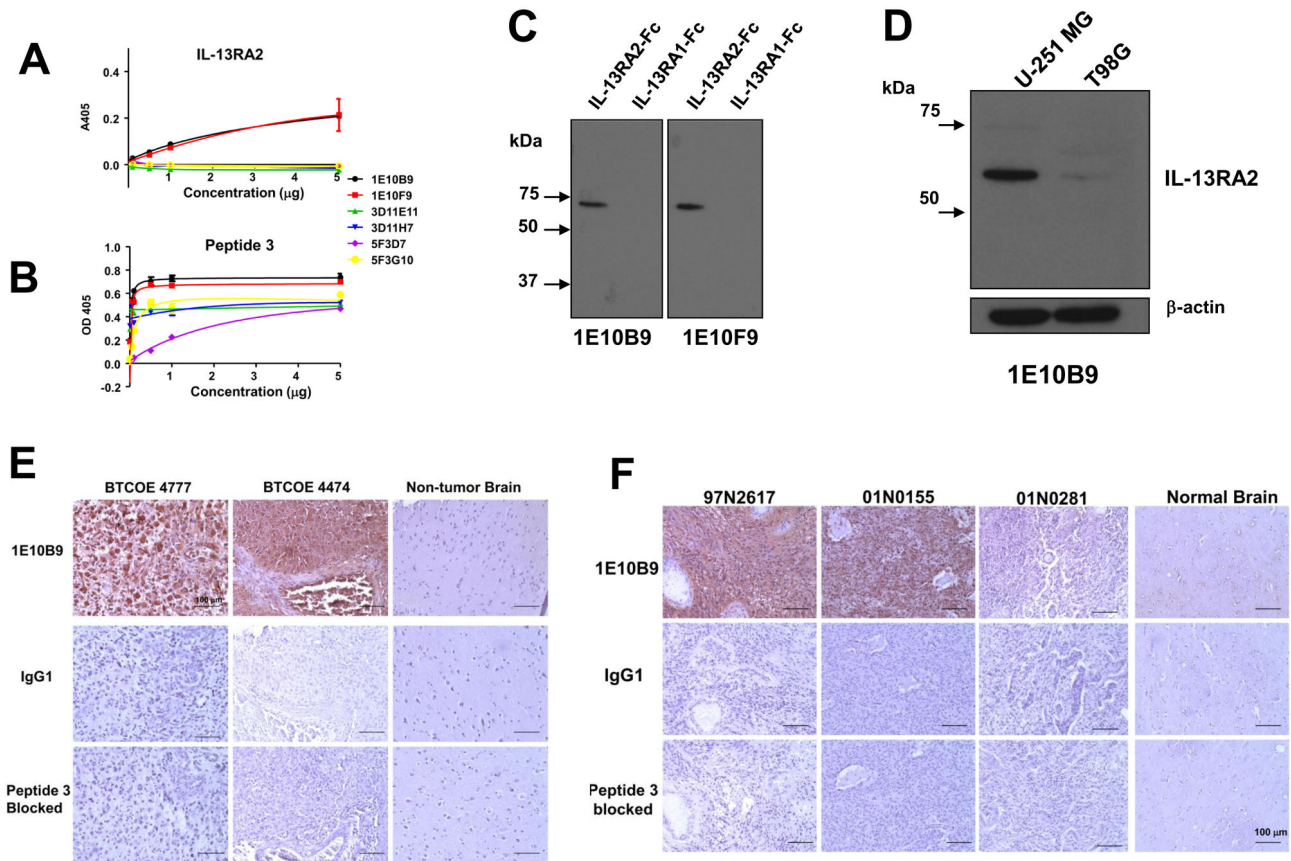 A
IL-13RA2
A405
0.4
0.2
0.0
1
2
3
4
5
Concentration (μg)
1E10B9
1E10F9
3D11E11
3D11H7
5F3D7
5F3G10
B
Peptide 3
OD 405
1.0
0.8
0.6
0.4
0.2
0.0
-0.2
1
2
3
4
5
Concentration (μg)
C
IL-13RA2-Fc
IL-13RA1-Fc
IL-13RA2-Fc
IL-13RA1-Fc
kDa
75
50
37
1E10B9
1E10F9
D
U-251 MG
T98G
kDa
75
50
IL-13RA2
β-actin
1E10B9
E
BTCOE 4777
BTCOE 4474
Non-tumor Brain
1E10B9
100 μm
IgG1
Peptide 3
Blocked
F
97N2617
01N0155
01N0281
Normal Brain
1E10B9
IgG1
Peptide 3
blocked
100 μm